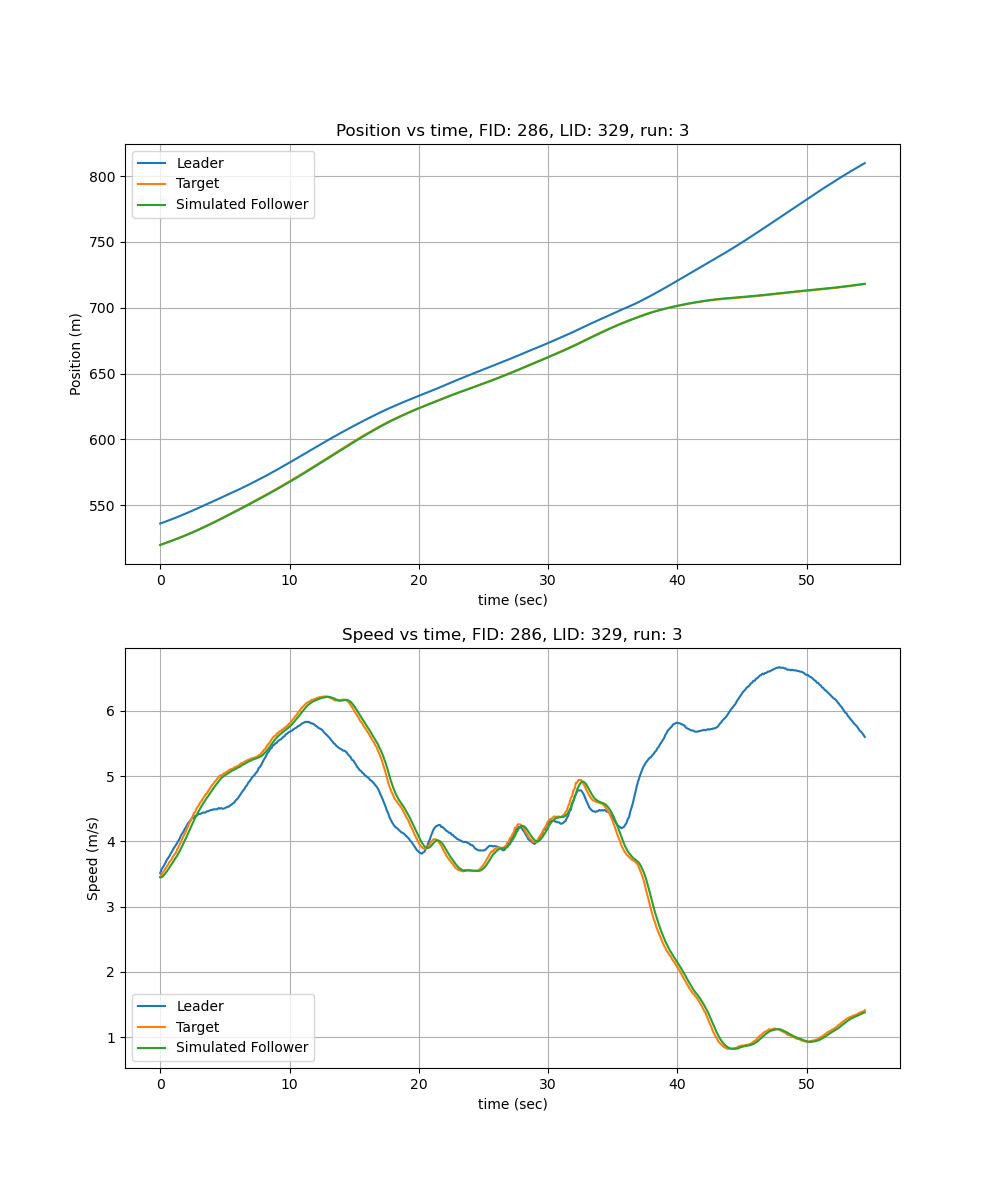 Position vs time, FID: 286, LID: 329, run: 3
Leader
Target
Simulated Follower
800
750
700
650
600
550
Position (m)
0 10 20 30 40 50
time (sec)
Speed vs time, FID: 286, LID: 329, run: 3
6
5
4
3
2
1
Speed (m/s)
Leader
Target
Simulated Follower
0 10 20 30 40 50
time (sec)